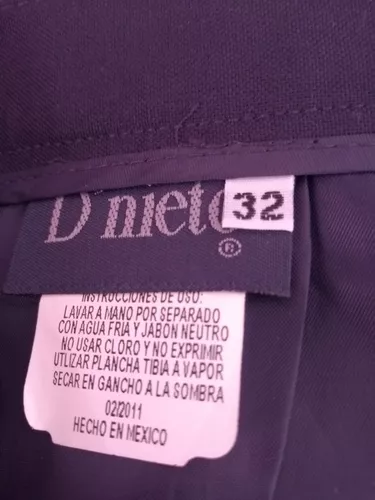 D'nieto 32
®
INSTRUCCIONES DE USO:
LAVAR A MANO POR SEPARADO
CON AGUA FRIA Y JABON NEUTRO
NO USAR CLORO Y NO EXPRIMIR
UTLIZAR PLANCHA TIBIA A VAPOR
SECAR EN GANCHO A LA SOMBRA
02/2011
HECHO EN MEXICO